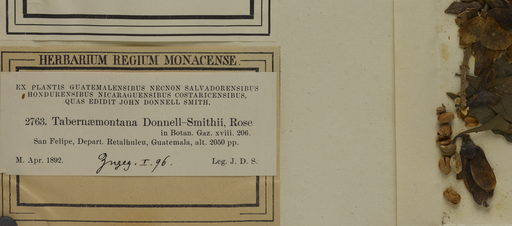 HERBARIUM REGIUM MONACENSE.
EX PLANTIS GUATEMALENSIBUS NECNON SALVADORENSIBUS
HONDURENSIBUS NICARAGUENSIBUS COSTARICENSIBUS,
QUAS EDIDIT JOHN DONNELL SMITH.
2763. Tabernæmontana Donnell-Smithii, Rose
in Botan. Gaz. xviii. 206.
San Felipe, Depart. Retalhuleu, Guatemala, alt. 2050 pp.
M. Apr. 1892. Leg. J. D. S.
I. 96.